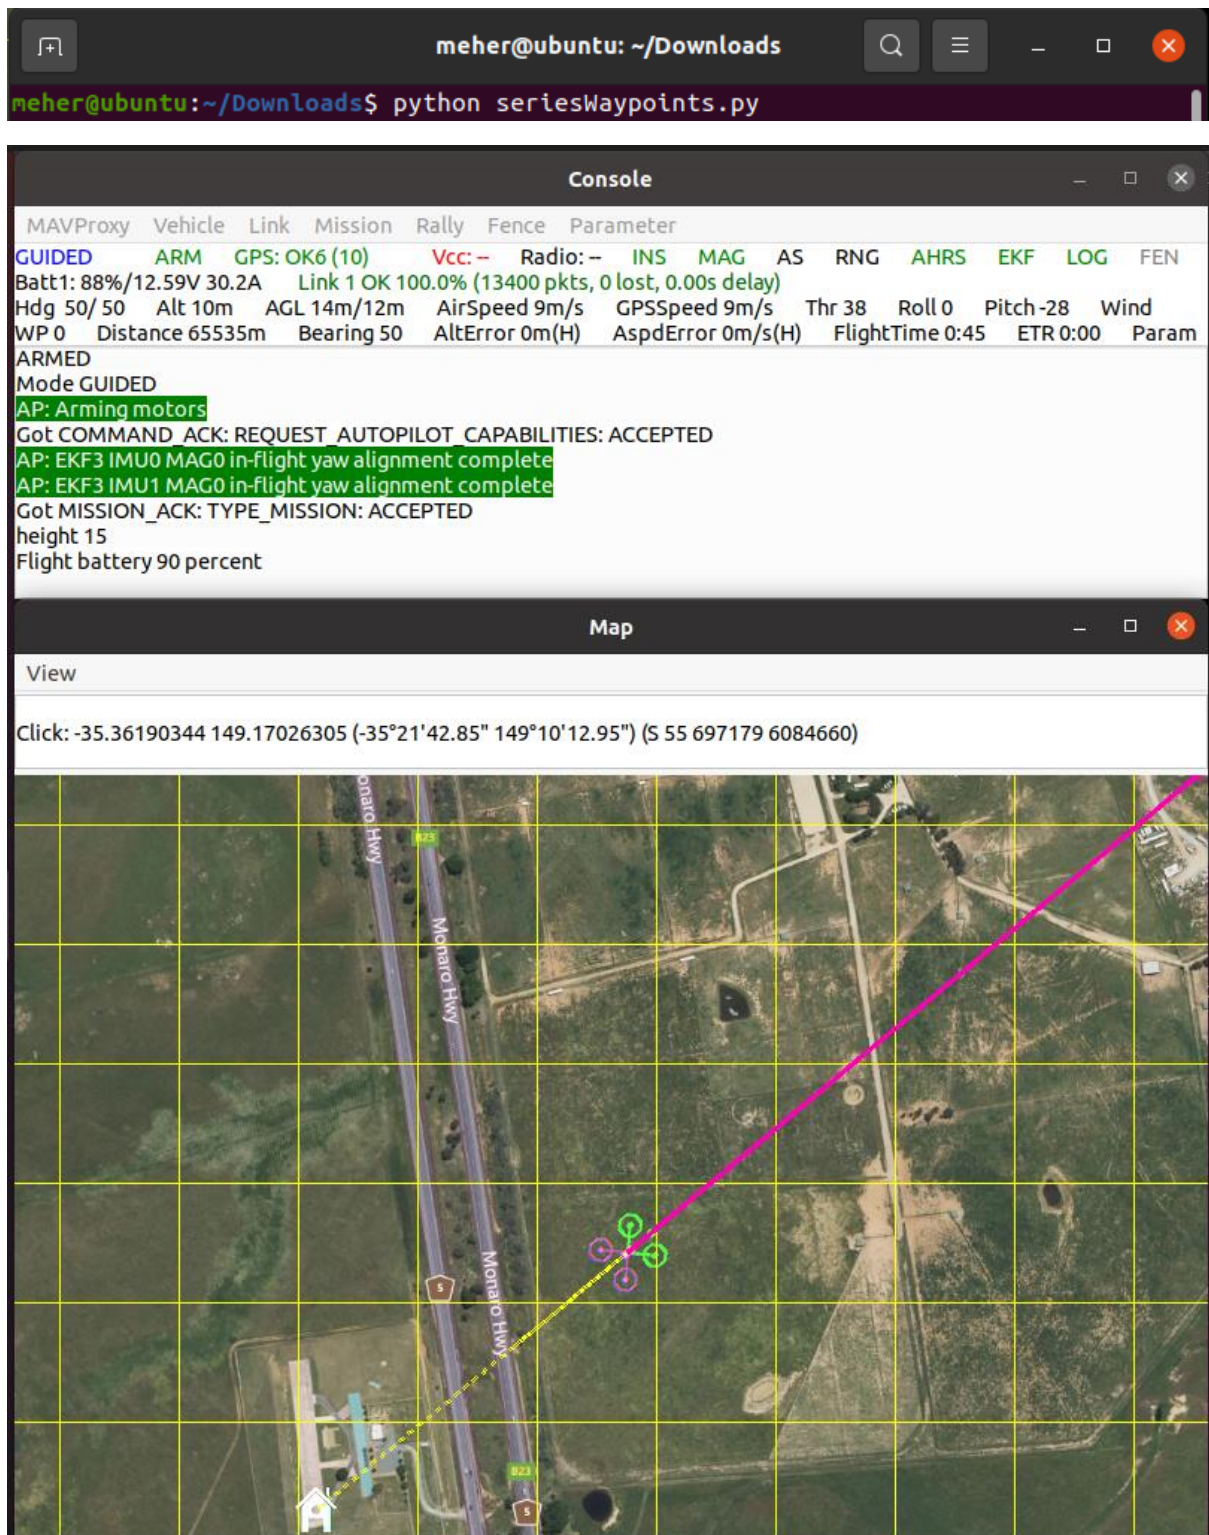 meher@ubuntu: ~/Downloads
meher@ubuntu:~/Downloads$ python seriesWaypoints.py
Console
MAVProxy Vehicle Link Mission Rally Fence Parameter
GUIDED ARM GPS: OK6 (10) Vcc: -- Radio: -- INS MAG AS RNG AHRS EKF LOG FEN
Batt1: 88%/12.59V 30.2A Link 1 OK 100.0% (13400 pkts, 0 lost, 0.00s delay)
Hdg 50/ 50 Alt 10m AGL 14m/12m AirSpeed 9m/s GPSSpeed 9m/s Thr 38 Roll 0 Pitch -28 Wind
WP 0 Distance 65535m Bearing 50 AltError 0m(H) AspdError 0m/s(H) FlightTime 0:45 ETR 0:00 Param
ARMED
Mode GUIDED
AP: Arming motors
Got COMMAND_ACK: REQUEST_AUTOPILOT_CAPABILITIES: ACCEPTED
AP: EKF3 IMU0 MAG0 in-flight yaw alignment complete
AP: EKF3 IMU1 MAG0 in-flight yaw alignment complete
Got MISSION_ACK: TYPE_MISSION: ACCEPTED
height 15
Flight battery 90 percent
Map
View
Click: -35.36190344 149.17026305 (-35°21'42.85" 149°10'12.95") (S 55 697179 6084660)
onaro Hwy
B23
Monaro Hwy
Monaro Hwy
5
B23
5